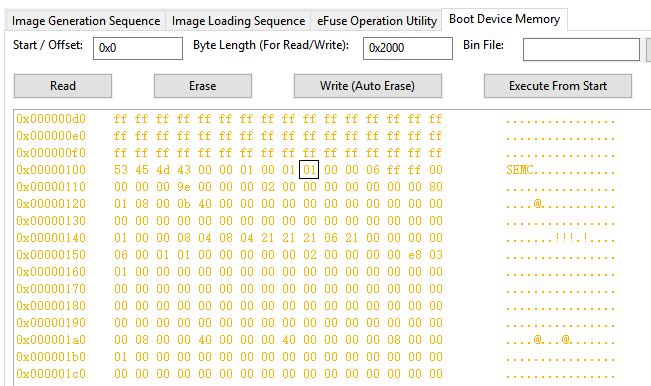 Image Generation Sequence Image Loading Sequence eFuse Operation Utility Boot Device Memory
Start / Offset: 0x0 Byte Length (For Read/Write): 0x2000 Bin File:
Read Erase Write (Auto Erase) Execute From Start
0x000000d0 ff ff ff ff ff ff ff ff ff ff ff ff ff ff ff ff ................
0x000000e0 ff ff ff ff ff ff ff ff ff ff ff ff ff ff ff ff ................
0x000000f0 ff ff ff ff ff ff ff ff ff ff ff ff ff ff ff ff ................
0x00000100 53 45 4d 43 00 00 01 00 01 01 00 00 06 ff ff 00 SEMC............
0x00000110 00 00 00 9e 00 00 00 02 00 00 00 00 00 00 00 80 ................
0x00000120 01 08 00 0b 40 00 00 00 00 00 00 00 00 00 00 00 ....@...........
0x00000130 00 00 00 00 00 00 00 00 00 00 00 00 00 00 00 00 ................
0x00000140 01 00 00 08 04 08 04 21 21 21 06 21 00 00 00 00 .......!!!.!....
0x00000150 06 00 01 01 00 00 00 00 00 02 00 00 00 00 e8 03 ................
0x00000160 01 00 00 00 00 00 00 00 00 00 00 00 00 00 00 00 ................
0x00000170 00 00 00 00 00 00 00 00 00 00 00 00 00 00 00 00 ................
0x00000180 00 00 00 00 00 00 00 00 00 00 00 00 00 00 00 00 ................
0x00000190 00 00 00 00 00 00 00 00 00 00 00 00 00 00 00 00 ................
0x000001a0 00 08 00 00 40 00 00 00 40 00 00 00 00 08 00 00 ....@...@.......
0x000001b0 01 00 00 00 00 00 00 00 00 00 00 00 00 00 00 00 ................
0x000001c0 00 00 00 00 00 00 00 00 00 00 00 00 00 00 00 00 ................